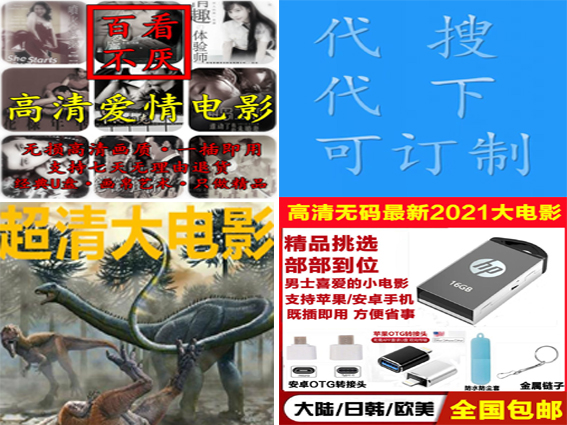 趣
体
验
师
She Starts
百看
不厌
高清爱情电影
无损高清画质·一插即用
支持七天无理由退货
经典U盘·画亲艺术·只做精品
代 搜
代 下
可 订 制
超清大电影
高清无码最新2021大电影
精品挑选
部部到位
男士喜爱的小电影
支持苹果/安卓手机
既插即用 方便省事
hp
16GB
苹果OTG转接头
安卓OTG转接头
防水防尘套
金属链子
大陆/日韩/欧美
全国包邮